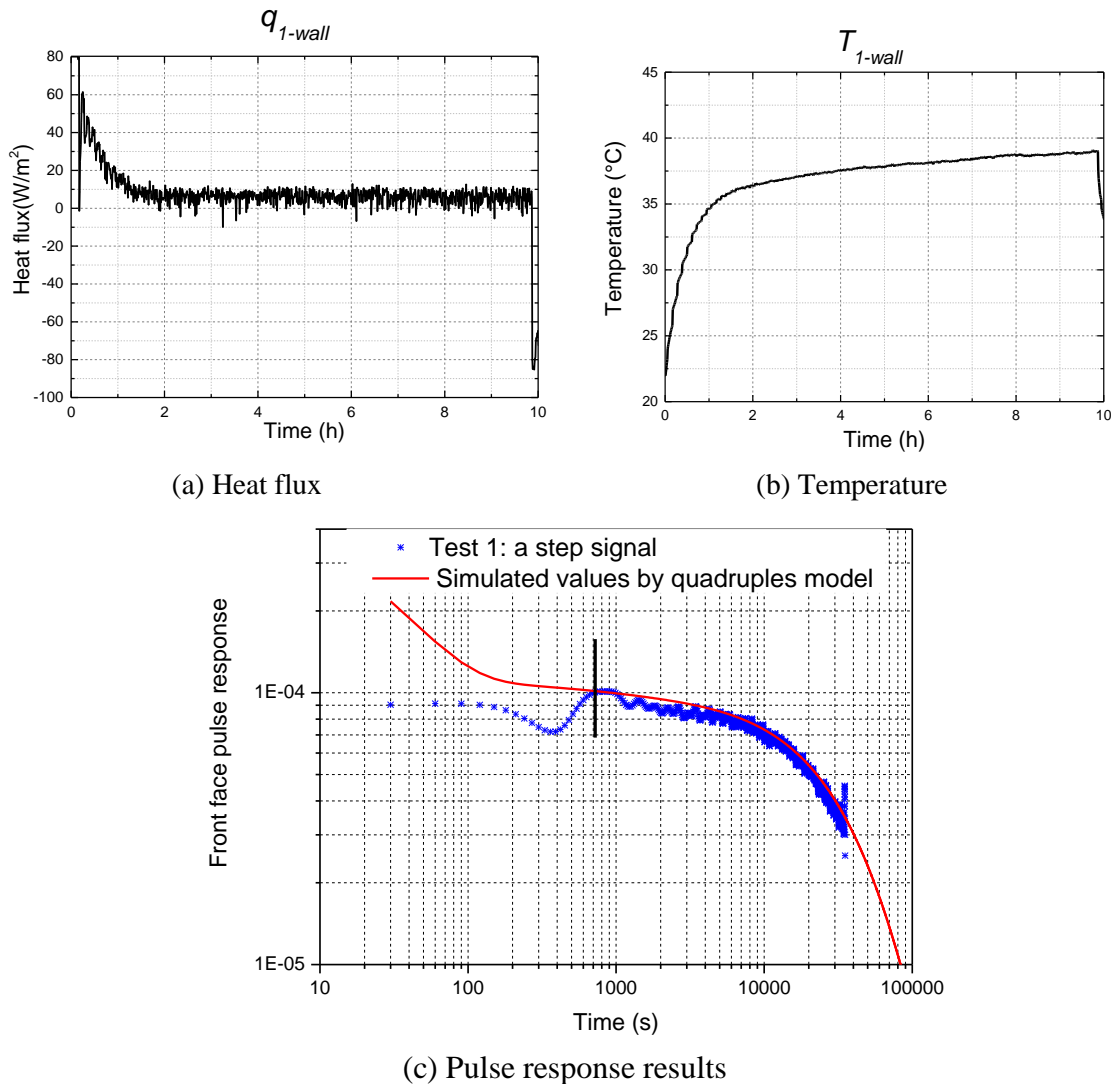 q1-wall
80
60
40
20
0
-20
-40
-60
-80
-100
Heat flux(W/m2)
0 2 4 6 8 10
Time (h)
(a) Heat flux
T1-wall
45
40
35
30
25
20
Temperature (°C)
0 2 4 6 8 10
Time (h)
(b) Temperature
Test 1: a step signal
Simulated values by quadruples model
Front face pulse response
1E-04
1E-05
10 100 1000 10000 100000
Time (s)
(c) Pulse response results